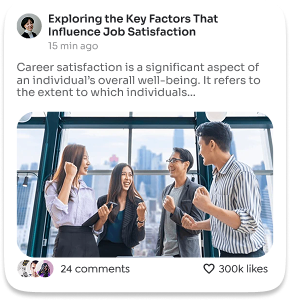 Exploring the Key Factors That
Influence Job Satisfaction
15 min ago
Career satisfaction is a significant aspect of
an individual's overall well-being. It refers to
the extent to which individuals...
24 comments
300k likes